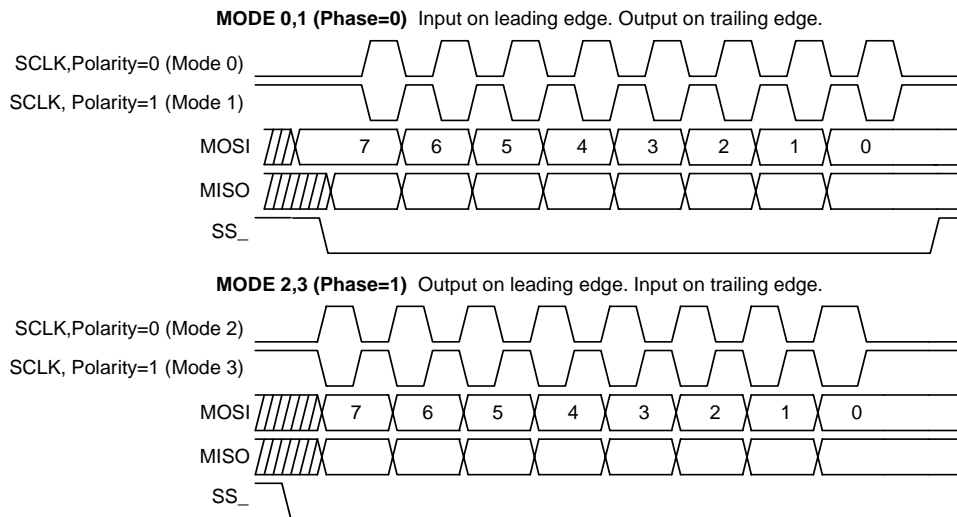 MODE 0,1 (Phase=0) Input on leading edge. Output on trailing edge.
SCLK,Polarity=0 (Mode 0)
SCLK, Polarity=1 (Mode 1)
MOSI 7 6 5 4 3 2 1 0
MISO
SS_
MODE 2,3 (Phase=1) Output on leading edge. Input on trailing edge.
SCLK,Polarity=0 (Mode 2)
SCLK, Polarity=1 (Mode 3)
MOSI 7 6 5 4 3 2 1 0
MISO
SS_